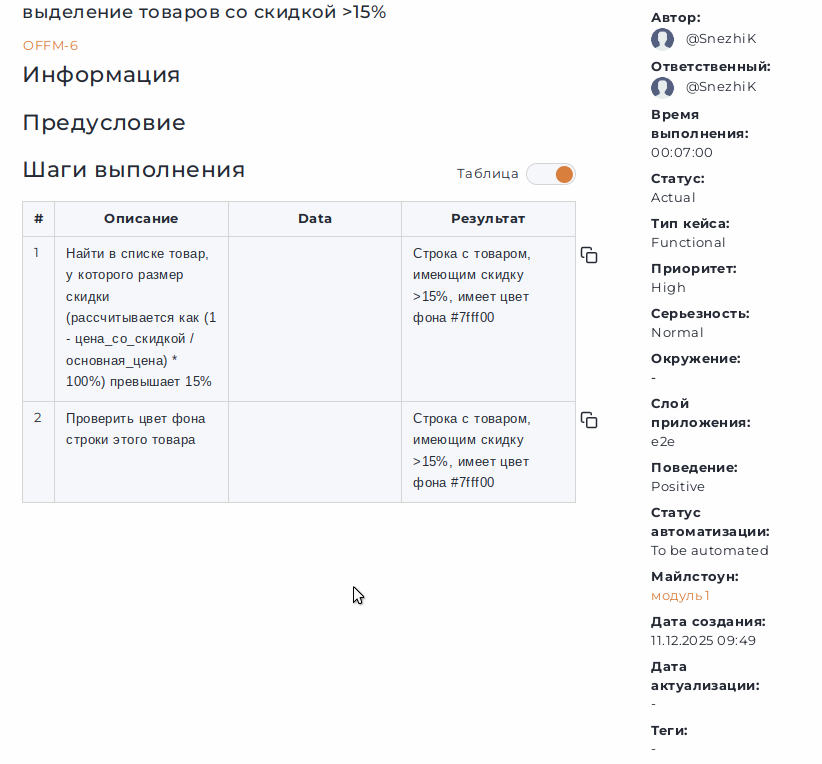 выделение товаров со скидкой >15%
OFFM-6
Информация
Предусловие
Шаги выполнения
Таблица
# Описание Data Результат
1
Найти в списке товар,
у которого размер
скидки
(рассчитывается как (1
- цена_со_скидкой /
основная_цена) *
100%) превышает 15%
Строка с товаром,
имеющим скидку
>15%, имеет цвет
фона #7fff00
2
Проверить цвет фона
строки этого товара
Строка с товаром,
имеющим скидку
>15%, имеет цвет
фона #7fff00
Автор:
@SnezhiK
Ответственный:
@SnezhiK
Время
выполнения:
00:07:00
Статус:
Actual
Тип кейса:
Functional
Приоритет:
High
Серьезность:
Normal
Окружение:
-
Слой
приложения:
e2e
Поведение:
Positive
Статус
автоматизации:
To be automated
Майлстоун:
модуль 1
Дата создания:
11.12.2025 09:49
Дата
актуализации:
-
Теги:
-